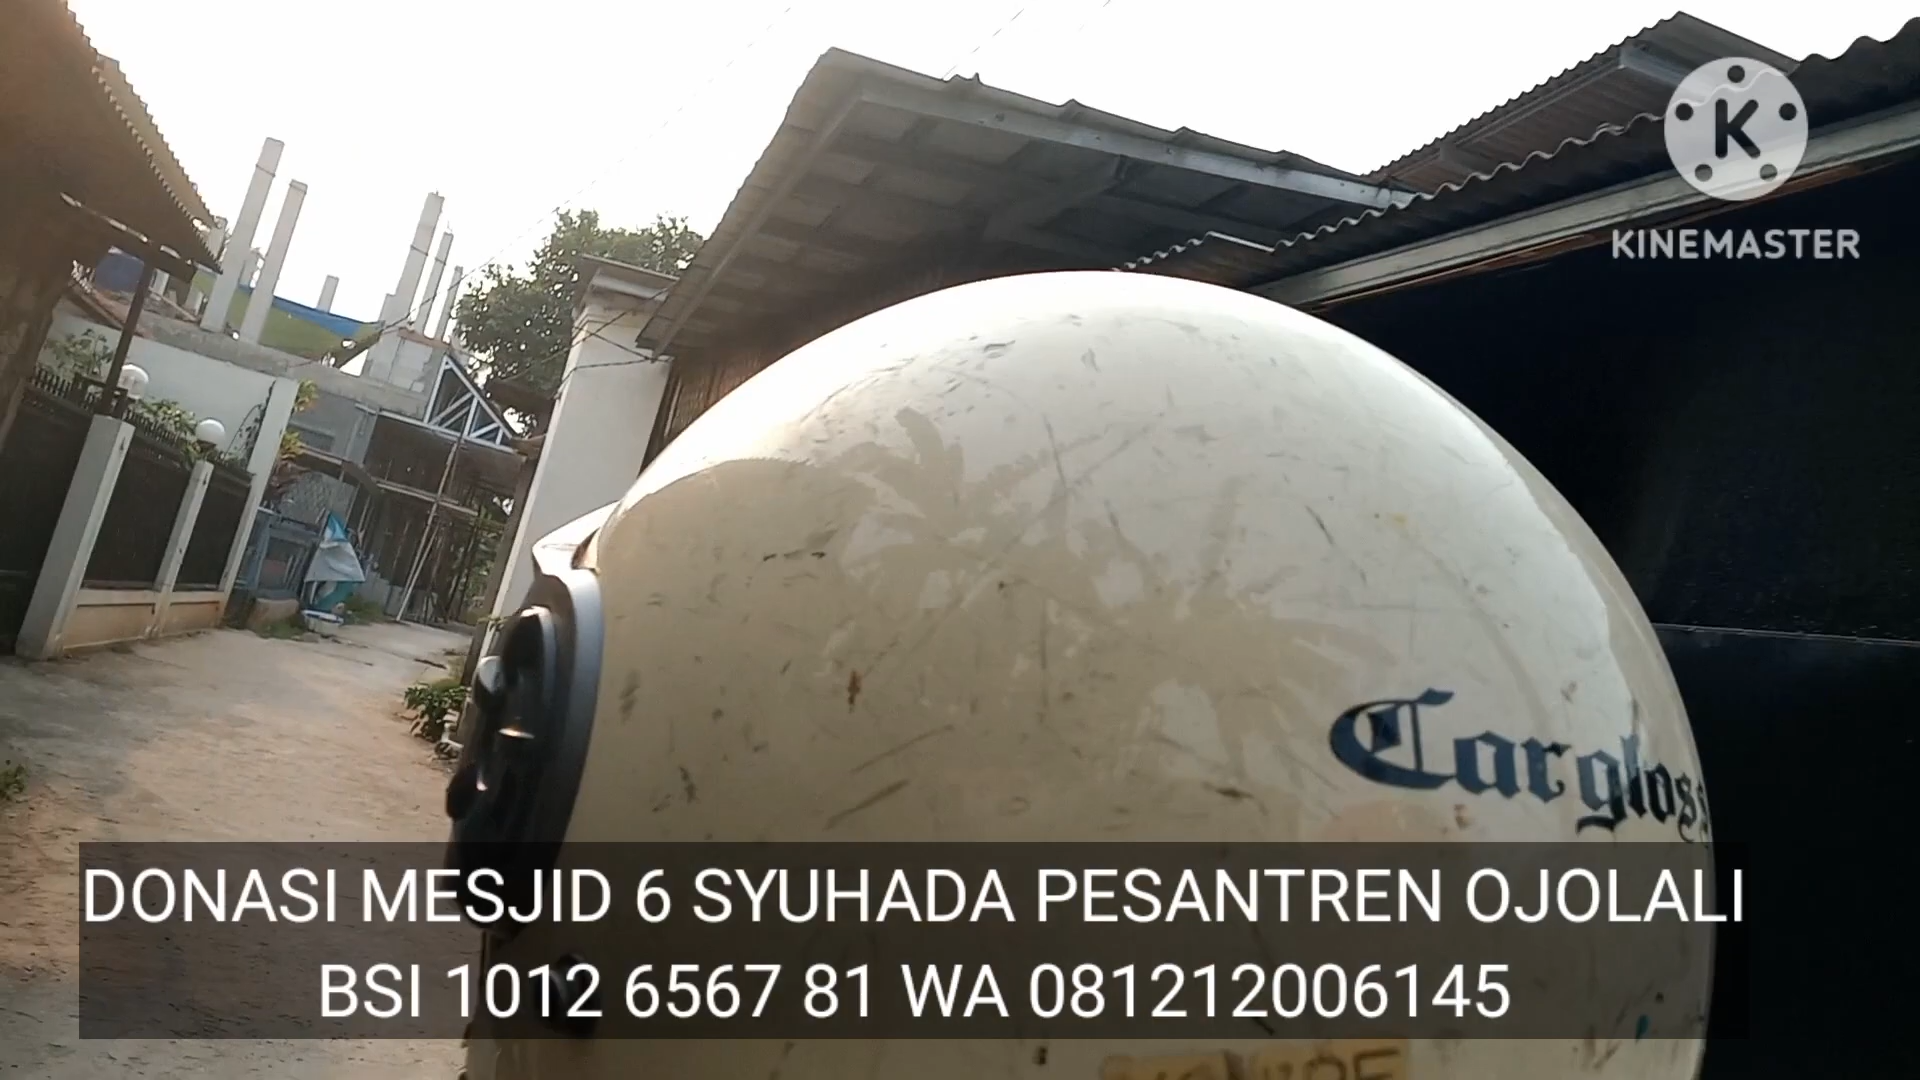 K
KINEMASTER
Cargloss
DONASI MESJID 6 SYUHADA PESANTREN OJOLALI
BSI 1012 6567 81 WA 081212006145